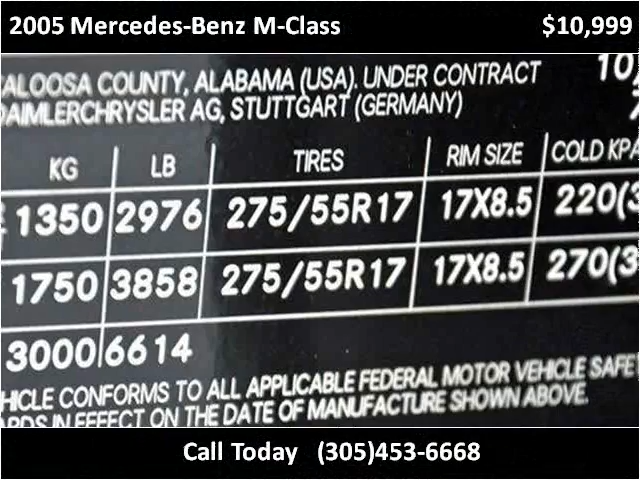 2005 Mercedes-Benz M-Class $10,999
ALOOSA COUNTY, ALABAMA (USA). UNDER CONTRACT 10
DAIMLERCHRYSLER AG, STUTTGART (GERMANY)
KG LB TIRES RIM SIZE COLD KPA
1350 2976 275/55R17 17X8.5 220(3
1750 3858 275/55R17 17X8.5 270(3
3000 6614
HICLE CONFORMS TO ALL APPLICABLE FEDERAL MOTOR VEHICLE SAFE
ARDS IN EFFECT ON THE DATE OF MANUFACTURE SHOWN ABOVE.
Call Today (305)453-6668